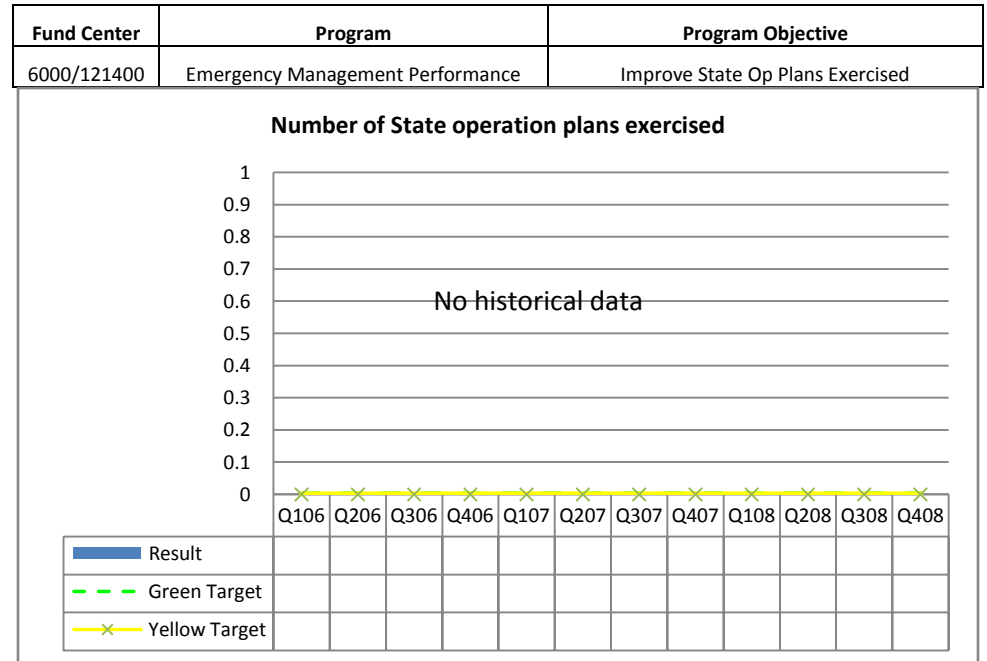 Fund Center Program Program Objective
6000/121400 Emergency Management Performance Improve State Op Plans Exercised
Number of State operation plans exercised
1
0.9
0.8
0.7
0.6
No historical data
0.5
0.4
0.3
0.2
0.1
0
Q106 Q206 Q306 Q406 Q107 Q207 Q307 Q407 Q108 Q208 Q308 Q408
Result
Green Target
Yellow Target